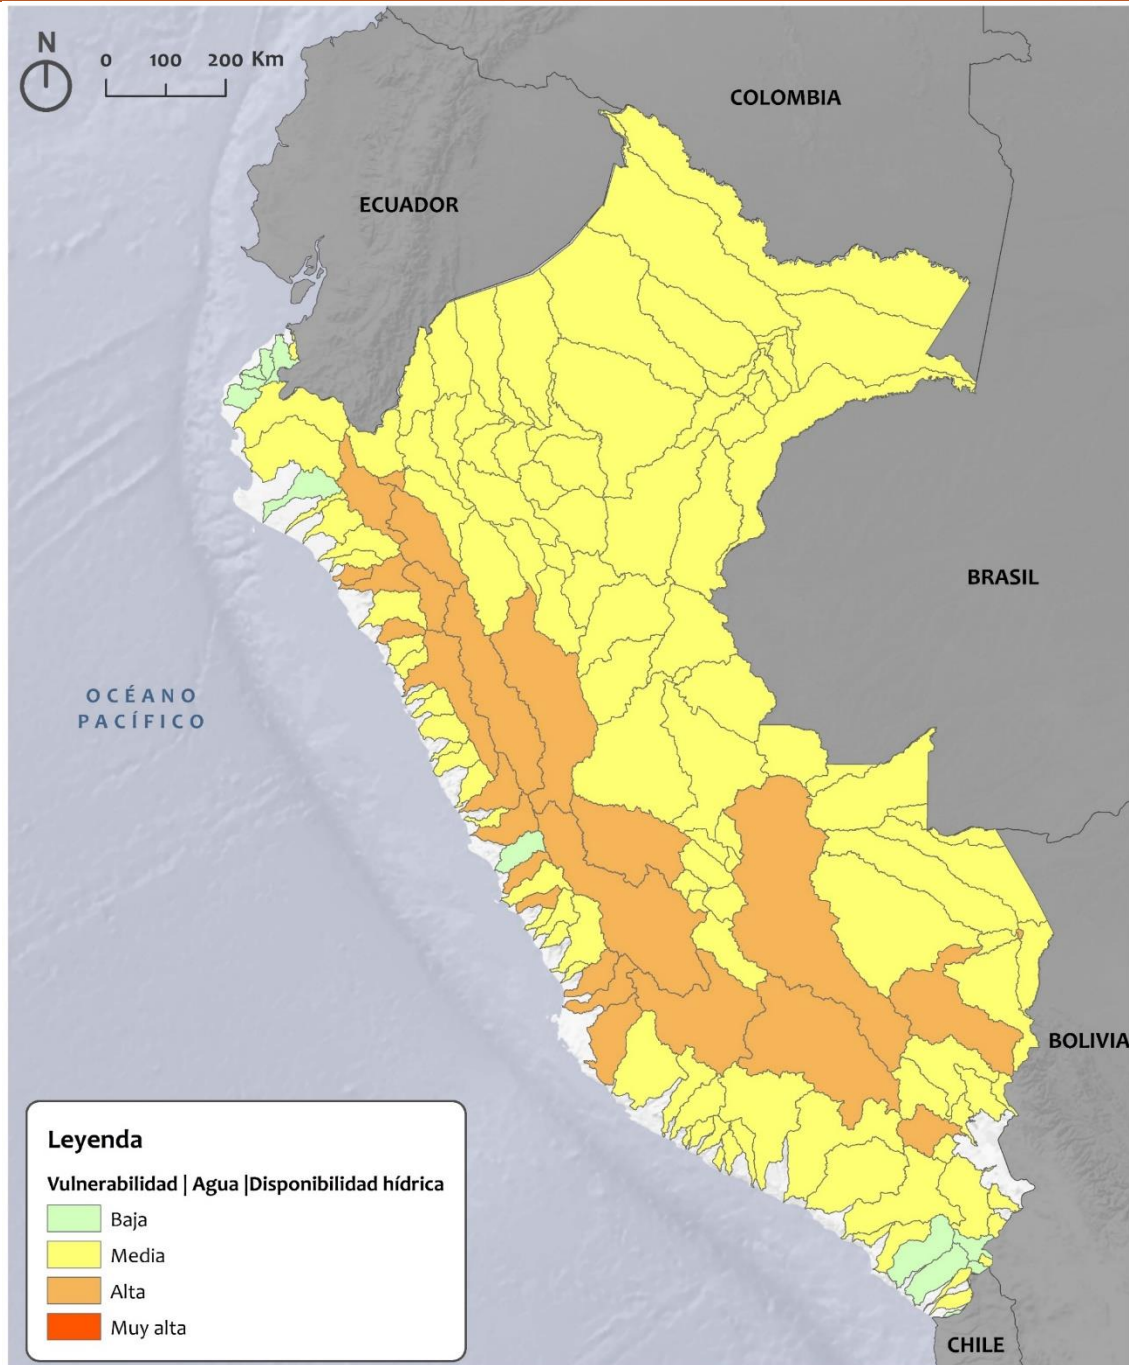 N
0 100 200 Km
COLOMBIA
ECUADOR
BRASIL
OCÉANO
PACÍFICO
BOLIVIA
Leyenda
Vulnerabilidad | Agua |Disponibilidad hídrica
Baja
Media
Alta
Muy alta
CHILE